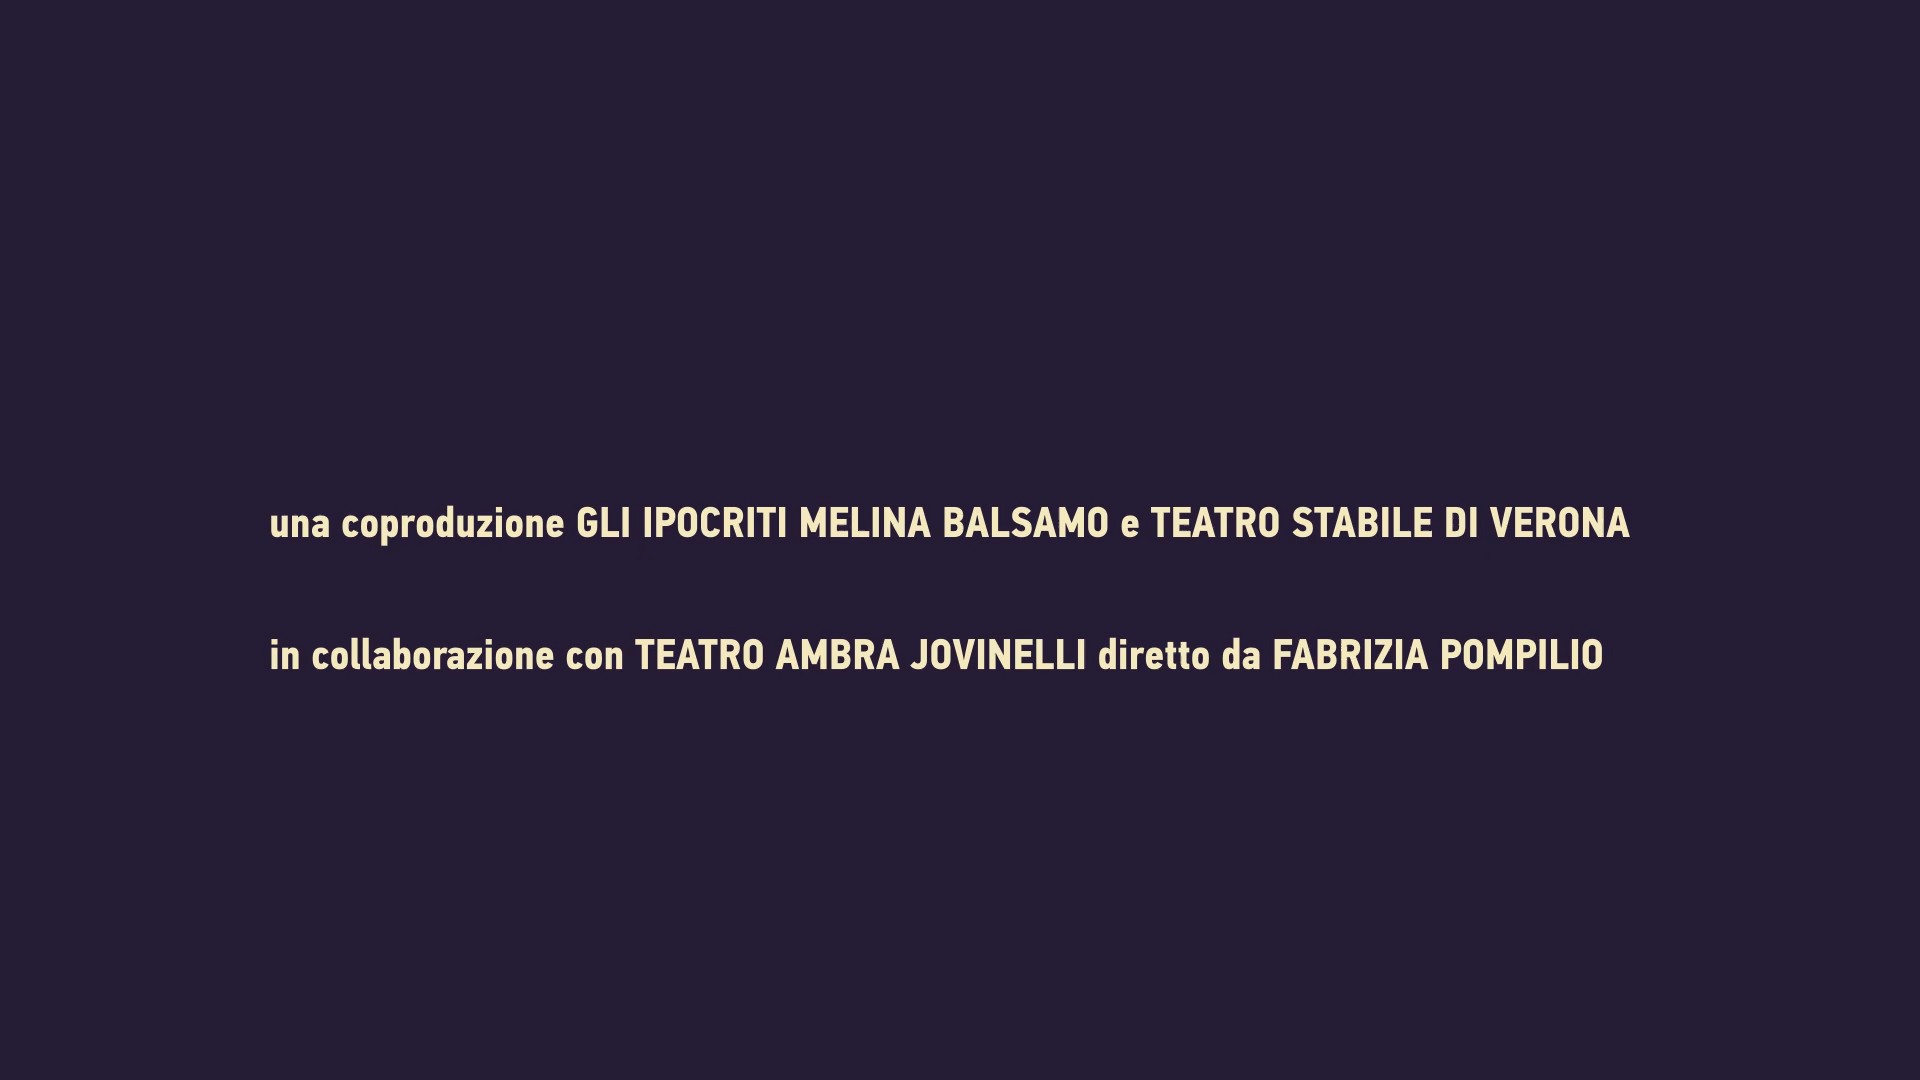 una coproduzione GLI IPOCRITI MELINA BALSAMO e TEATRO STABILE DI VERONA
in collaborazione con TEATRO AMBRA JOVINELLI diretto da FABRIZIA POMPILIO